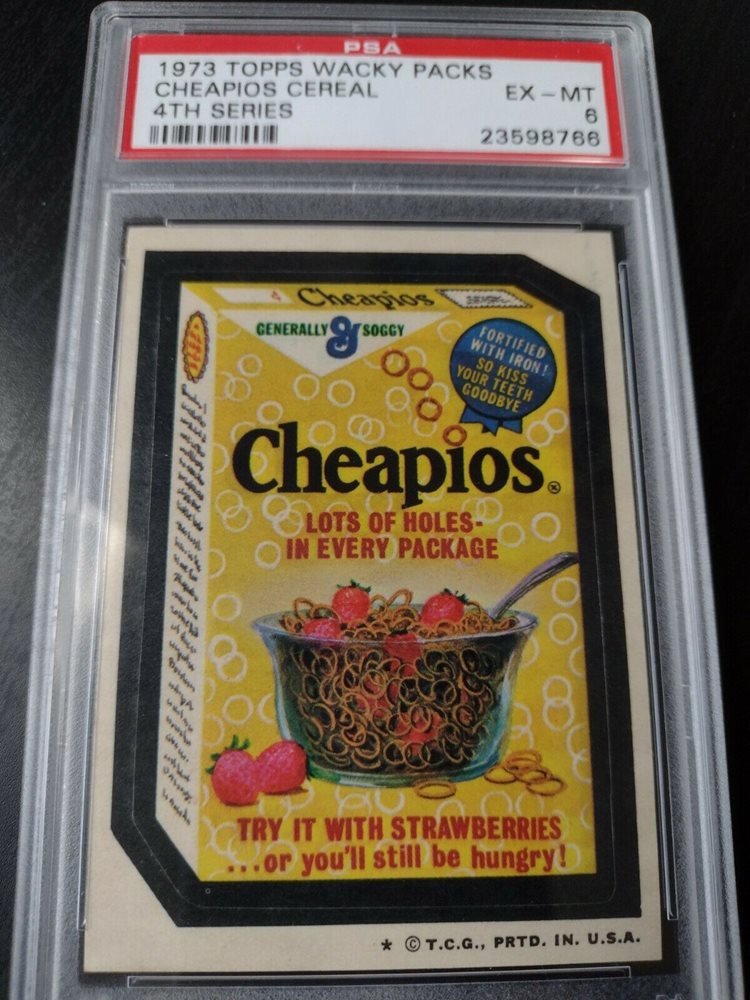 PSA
1973 TOPPS WACKY PACKS
CHEAPIOS CEREAL EX - MT
4TH SERIES 6
23598766
4 Cheapios
GENERALLY g SOGGY
FORTIFIED
WITH IRON!
SO KISS
YOUR TEETH
GOODBYE
Cheapios®
LOTS OF HOLES-
IN EVERY PACKAGE
TRY IT WITH STRAWBERRIES
...or you'll still be hungry!
* © T.C.G., PRTD. IN. U.S.A.